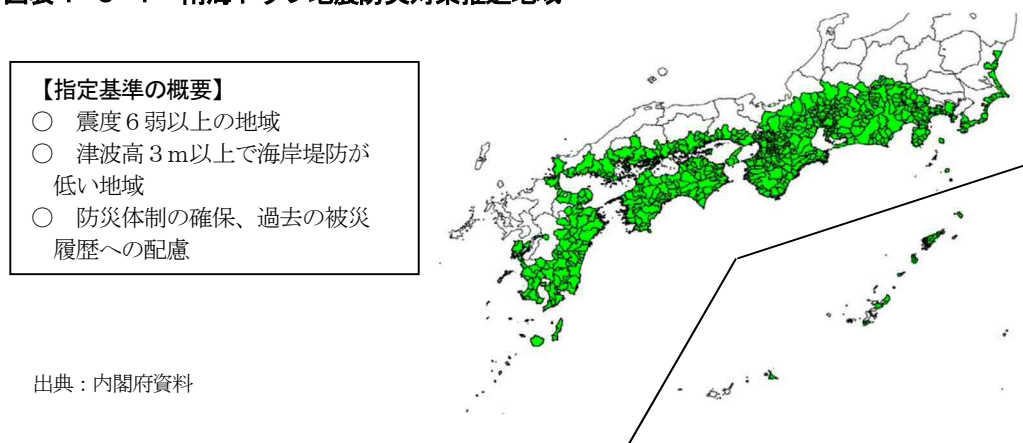 【指定基準の概要】
○ 震度６弱以上の地域
○ 津波高３ｍ以上で海岸堤防が
低い地域
○ 防災体制の確保、過去の被災
履歴への配慮
出典：内閣府資料